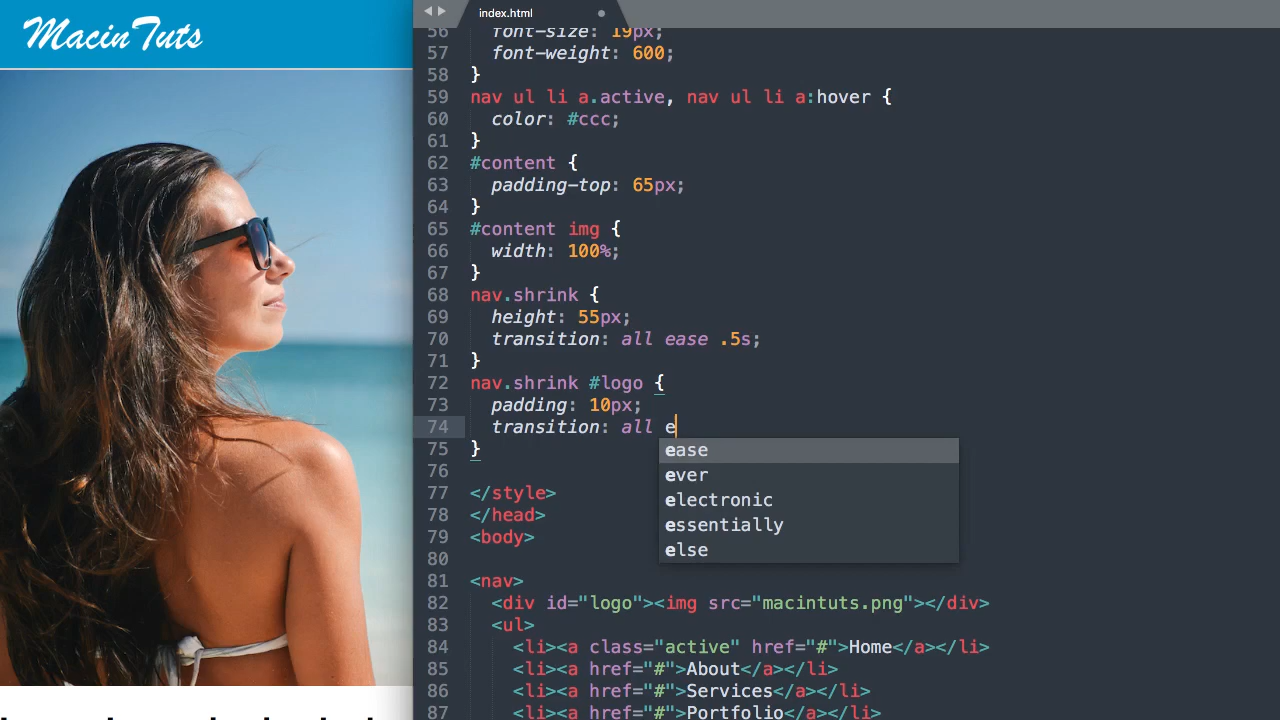 MacinTuts
index.html
56 font-size: 19px;
57 font-weight: 600;
58 }
59 nav ul li a.active, nav ul li a:hover {
60 color: #ccc;
61 }
62 #content {
63 padding-top: 65px;
64 }
65 #content img {
66 width: 100%;
67 }
68 nav.shrink {
69 height: 55px;
70 transition: all ease .5s;
71 }
72 nav.shrink #logo {
73 padding: 10px;
74 transition: all e
ease
75 }
ever
76
electronic
77 </style>
essentially
78 </head>
else
79 <body>
80
81 <nav>
82 <div id="logo"><img src="macintuts.png"></div>
83 <ul>
84 <li><a class="active" href="#">Home</a></li>
85 <li><a href="#">About</a></li>
86 <li><a href="#">Services</a></li>
87 <li><a href="#">Portfolio</a></li>